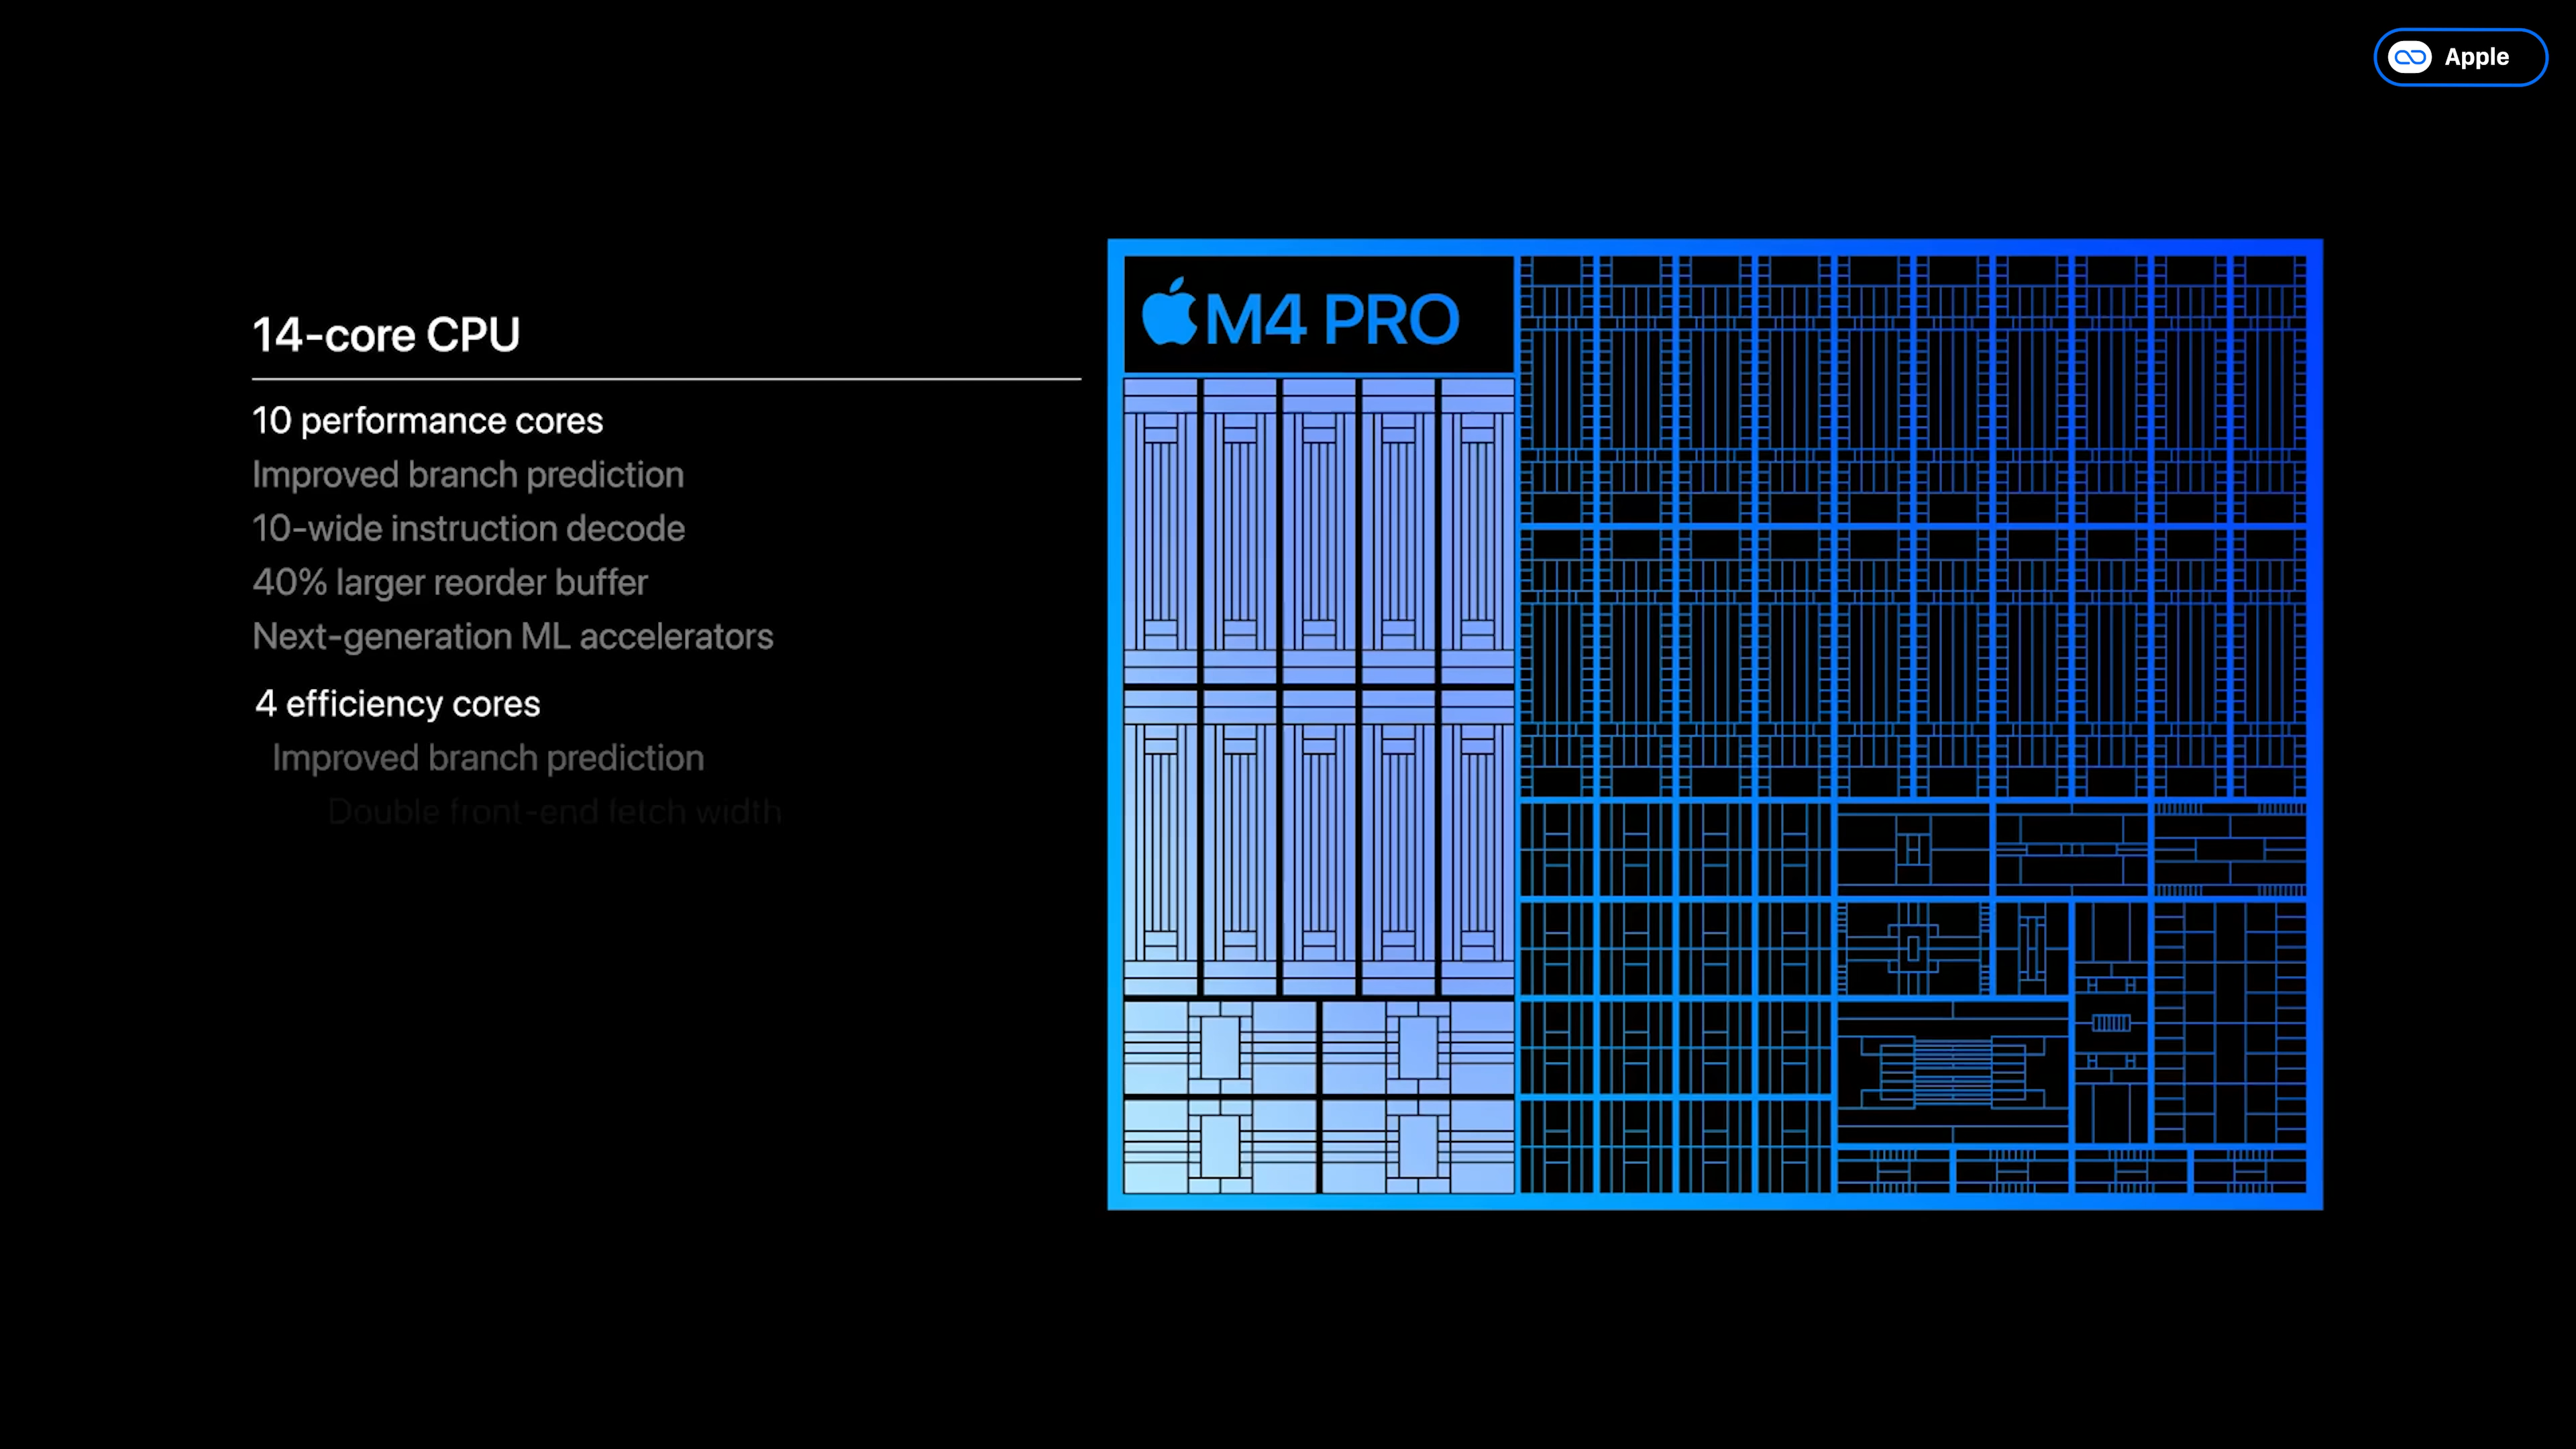 Apple
M4 PRO
14-core CPU
10 performance cores
Improved branch prediction
10-wide instruction decode
40% larger reorder buffer
Next-generation ML accelerators
4 efficiency cores
Improved branch prediction
Double front-end fetch width